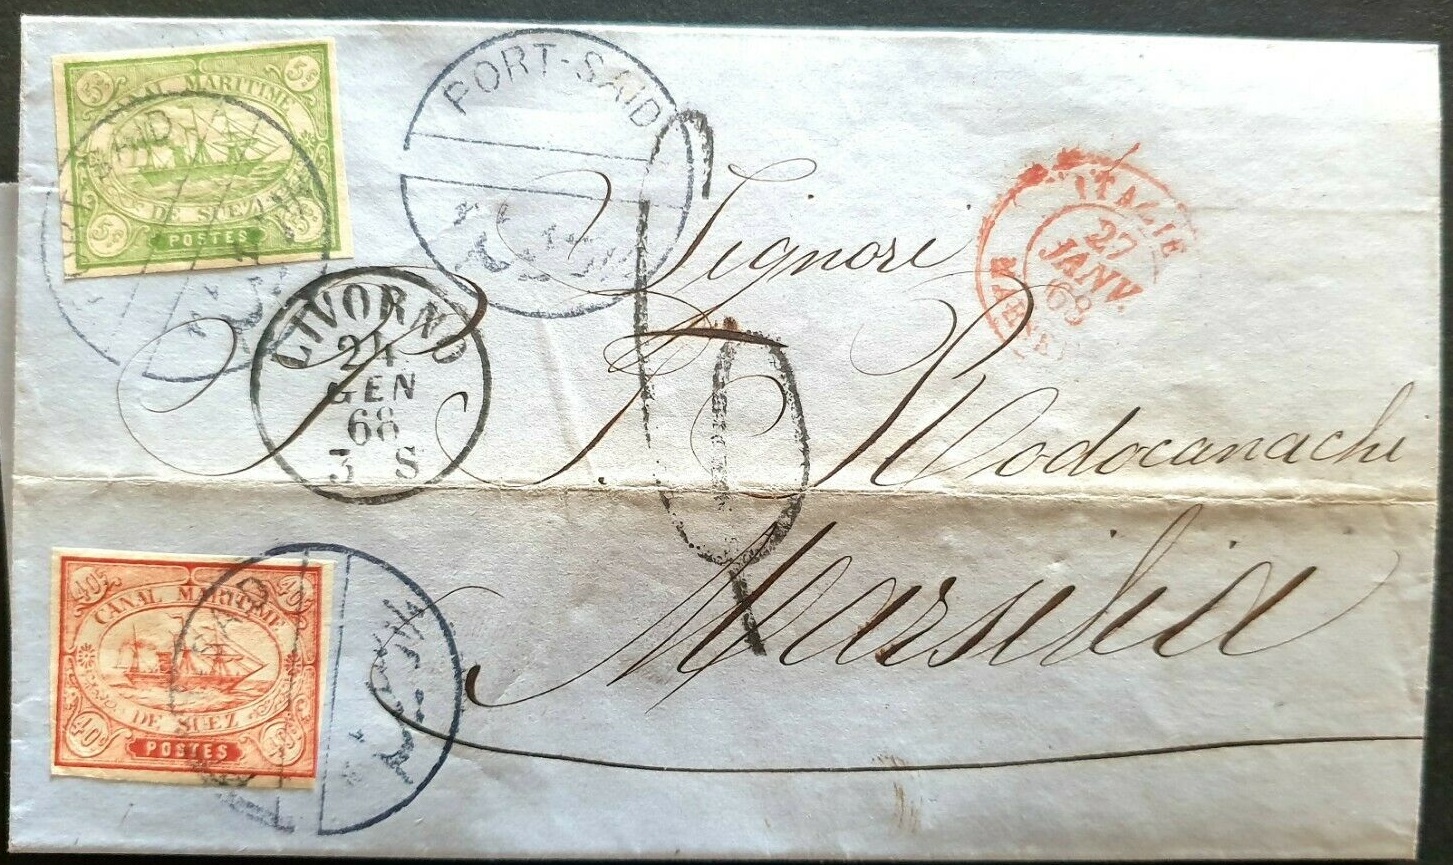 5c 5c
CANAL MARITIME
DE SUEZ
5c 5c
POSTES
PORT-SAID
ITALIE
27
JANV.
68
LIVORNO
24
GEN
68
3 S
Signori
P. Rodocanachi
Marsilia
40c 40c
CANAL MARITIME
DE SUEZ
40c 40c
POSTES